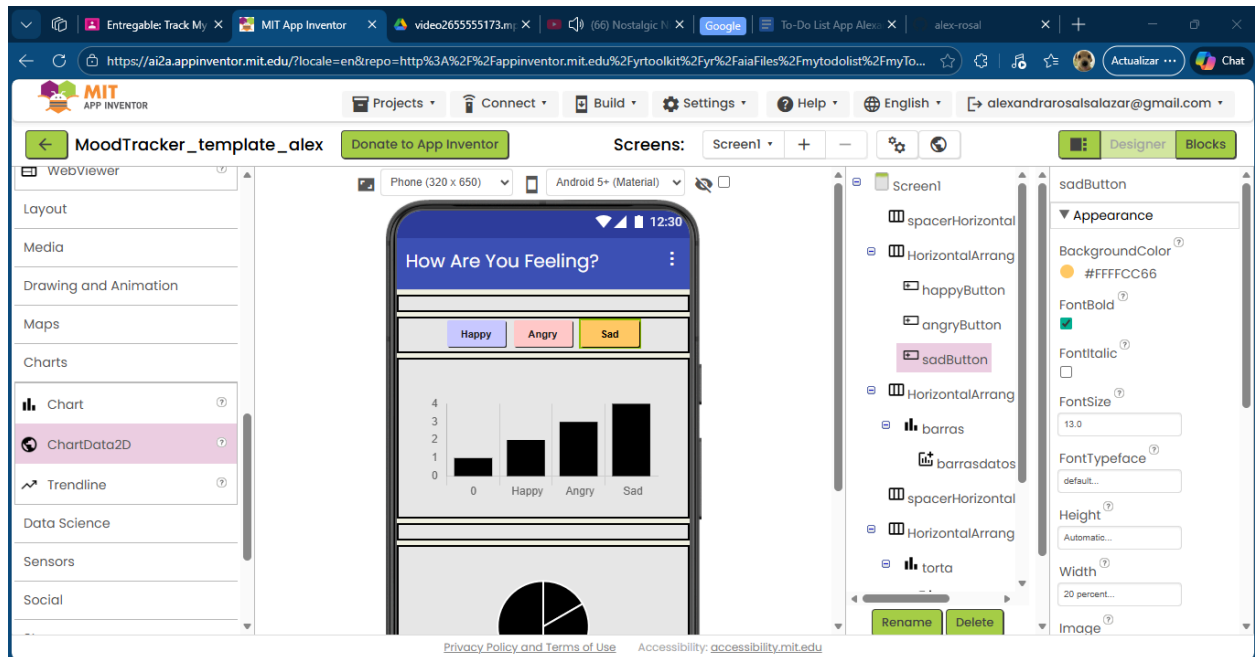 Entregable: Track My
MIT App Inventor
video2655555173.m
(66) Nostalgic N
Google
To-Do List App Alex
alex-rosal
https://ai2a.appinventor.mit.edu/?locale=en&repo=http%3A%2F%2Fappinventor.mit.edu%2Fyrtoolkit%2Fyr%2FaiaFiles%2Fmytodolist%2FmyTo...
Actualizar
Chat
MIT
APP INVENTOR
Projects
Connect
Build
Settings
Help
English
alexandrarosalsalazar@gmail.com
MoodTracker_template_alex
Donate to App Inventor
Screens:
Screen1
Designer
Blocks
WebViewer
Layout
Media
Drawing and Animation
Maps
Charts
Chart
ChartData2D
Trendline
Data Science
Sensors
Social
Phone (320 x 650)
Android 5+ (Material)
12:30
How Are You Feeling?
Happy
Angry
Sad
4
3
2
1
0
0
Happy
Angry
Sad
Screen1
spacerHorizontal
HorizontalArrang
happyButton
angryButton
sadButton
HorizontalArrang
barras
barrasdatos
spacerHorizontal
HorizontalArrang
torta
Rename
Delete
sadButton
Appearance
BackgroundColor
#FFFFCC66
FontBold
FontItalic
FontSize
13.0
FontTypeface
default...
Height
Automatic...
Width
20 percent...
Image
Privacy Policy and Terms of Use
Accessibility: accessibility.mit.edu